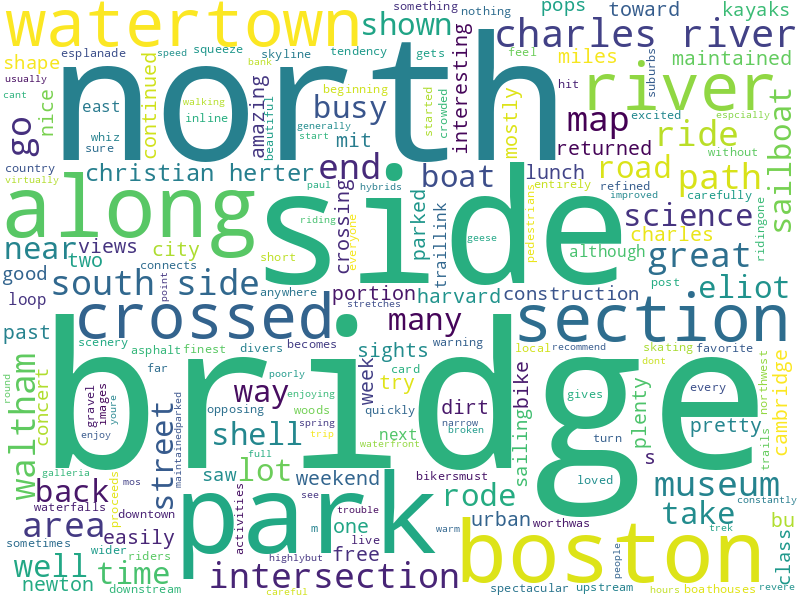 something
nothing
pops
toward
kayaks
watertown
shown
charles river
shape
esplanade
speed
squeeze
skyline
tendency
gets
feel
miles
maintained
usually
cant
bank
north
river
hit
suburbs
go
nice
east
continued
walking
inline
amazing
beautiful
beginning
busy
started
crowded
interesting
mostly
map
excited
especially
sailboat
whiz
sure
generally
start
mit
returned
ride
without
country
virtually
christian herter
end
boat
lunch
road
path
along
side
paul
hybrids
entirely
refined
improved
carefully
riding
everyone
crossing
parked
traillink
pedestrians
science
charles
ridingone
near
views
city
two
short
geese
although
great
good
connects
south side
point
anywhere
portion
harvard
construction
post
eliot
loop
stretches
crossed
many
section
past
scenery
asphalt
finest
becomes
divers
sights
warning
local
recommend
skating
favorite
dont
round
waltham
concert
far
poorly
enjoying
card
week
try
bike
gives
every
northwest
trails
cambridge
gravel
images
youre
enjoy
way
woods
quickly
dirt
narrow
broken
bridge
plenty
pretty
opposing
spring
trip
street
maintainedparked
shell
next
waterfront
sailing
turn
s
galleria
mos
full
saw
lot
weekend
see
bikersmust
loved
museum
constantly
back
waterfalls
proceeds
downtown
activities
park
trouble
rode
take
area
sometimes
wider
easily
riders
m
one
live
free
urban
worthwas
bu
class
trek
well
newton
time
downstream
highlybut
warm
intersection
careful
boston
people
spectacular
upstream
hours
boathouses
revere